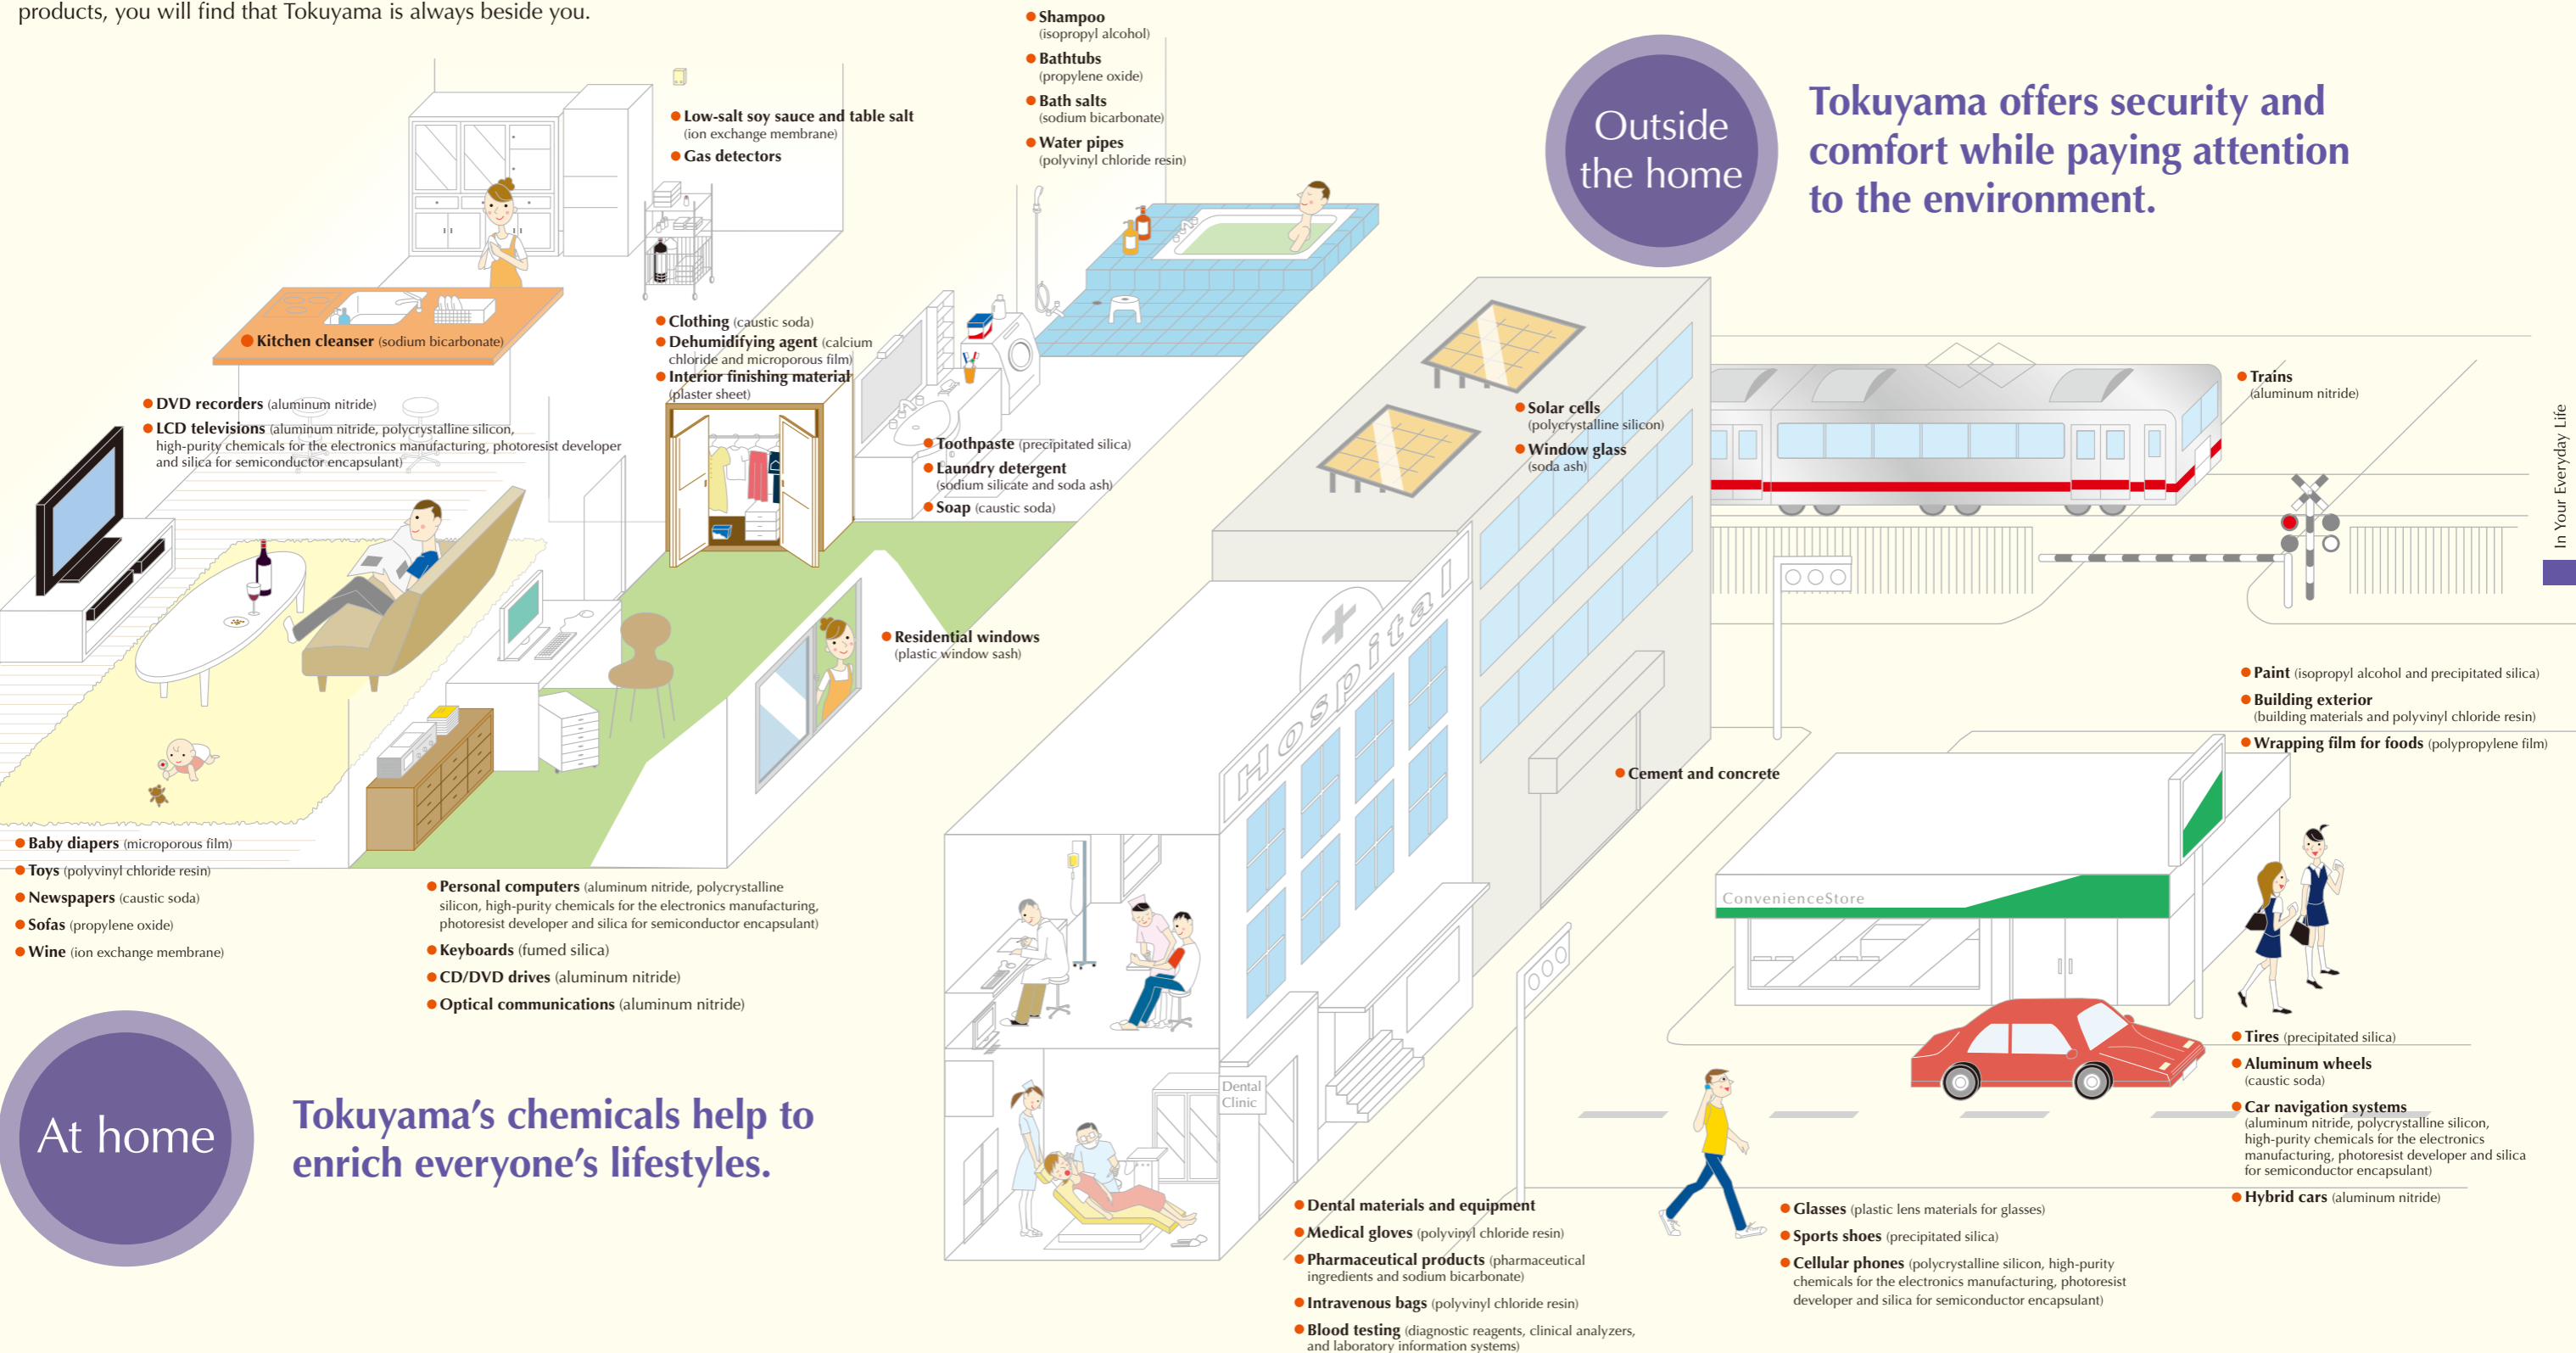 products, you will find that Tokuyama is always beside you.
● Low-salt soy sauce and table salt
(ion exchange membrane)
● Gas detectors
● Shampoo
(isopropyl alcohol)
● Bathtubs
(propylene oxide)
● Bath salts
(sodium bicarbonate)
● Water pipes
(polyvinyl chloride resin)
● Kitchen cleanser (sodium bicarbonate)
● Clothing (caustic soda)
● Dehumidifying agent (calcium
chloride and microporous film)
● Interior finishing material
(plaster sheet)
● DVD recorders (aluminum nitride)
● LCD televisions (aluminum nitride, polycrystalline silicon,
high-purity chemicals for the electronics manufacturing, photoresist developer
and silica for semiconductor encapsulant)
● Toothpaste (precipitated silica)
● Laundry detergent
(sodium silicate and soda ash)
● Soap (caustic soda)
● Residential windows
(plastic window sash)
● Baby diapers (microporous film)
● Toys (polyvinyl chloride resin)
● Newspapers (caustic soda)
● Sofas (propylene oxide)
● Wine (ion exchange membrane)
● Personal computers (aluminum nitride, polycrystalline
silicon, high-purity chemicals for the electronics manufacturing,
photoresist developer and silica for semiconductor encapsulant)
● Keyboards (fumed silica)
● CD/DVD drives (aluminum nitride)
● Optical communications (aluminum nitride)
At home
Tokuyama's chemicals help to
enrich everyone's lifestyles.
Outside
the home
Tokuyama offers security and
comfort while paying attention
to the environment.
● Solar cells
(polycrystalline silicon)
● Window glass
(soda ash)
● Trains
(aluminum nitride)
In Your Everyday Life
Hospital
● Cement and concrete
● Paint (isopropyl alcohol and precipitated silica)
● Building exterior
(building materials and polyvinyl chloride resin)
● Wrapping film for foods (polypropylene film)
ConvenienceStore
Dental
Clinic
● Tires (precipitated silica)
● Aluminum wheels
(caustic soda)
● Car navigation systems
(aluminum nitride, polycrystalline silicon,
high-purity chemicals for the electronics
manufacturing, photoresist developer and silica
for semiconductor encapsulant)
● Hybrid cars (aluminum nitride)
● Dental materials and equipment
● Medical gloves (polyvinyl chloride resin)
● Pharmaceutical products (pharmaceutical
ingredients and sodium bicarbonate)
● Intravenous bags (polyvinyl chloride resin)
● Blood testing (diagnostic reagents, clinical analyzers,
and laboratory information systems)
● Glasses (plastic lens materials for glasses)
● Sports shoes (precipitated silica)
● Cellular phones (polycrystalline silicon, high-purity
chemicals for the electronics manufacturing, photoresist
developer and silica for semiconductor encapsulant)